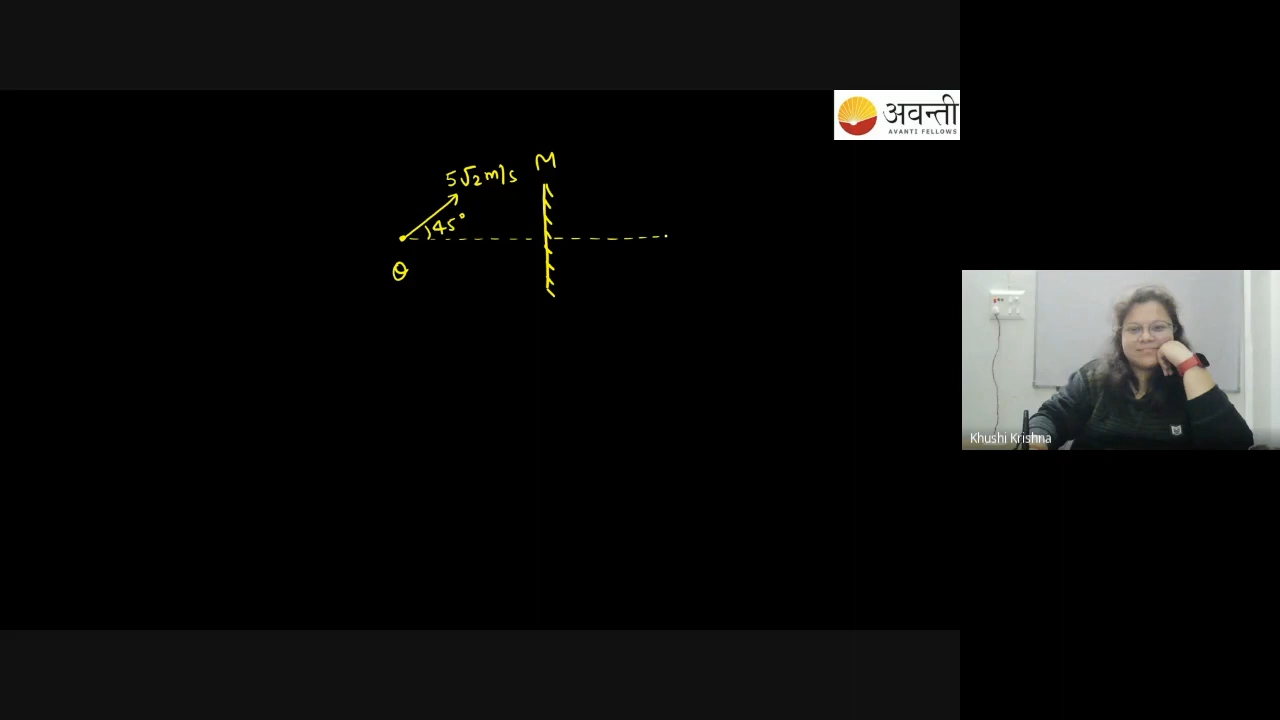 अवन्ती
AVANTI FELLOWS
M
5√2 m/s
45°
O
Khushi Krishna